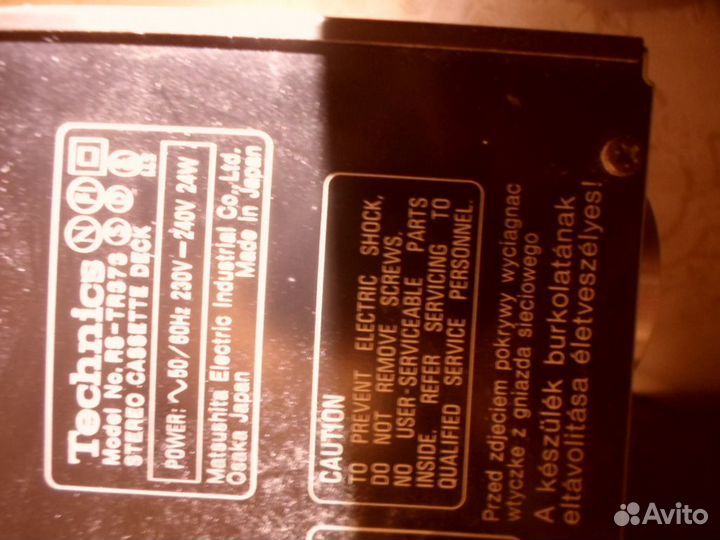 Technics
Model No. RS-TR373
STEREO CASSETTE DECK
POWER: ∿50/60Hz 230V–240V 24W
Matsushita Electric Industrial Co., Ltd.
Osaka Japan Made In Japan
CAUTION
TO PREVENT ELECTRIC SHOCK,
DO NOT REMOVE SCREWS.
NO USER-SERVICEABLE PARTS
INSIDE. REFER SERVICING TO
QUALIFIED SERVICE PERSONNEL.
Przed zdjeciem pokrywy wyciagnac
wtyczke z gniazda sieciowego
A készülék burkolatának
eltávolítása életveszélyes!
Avito